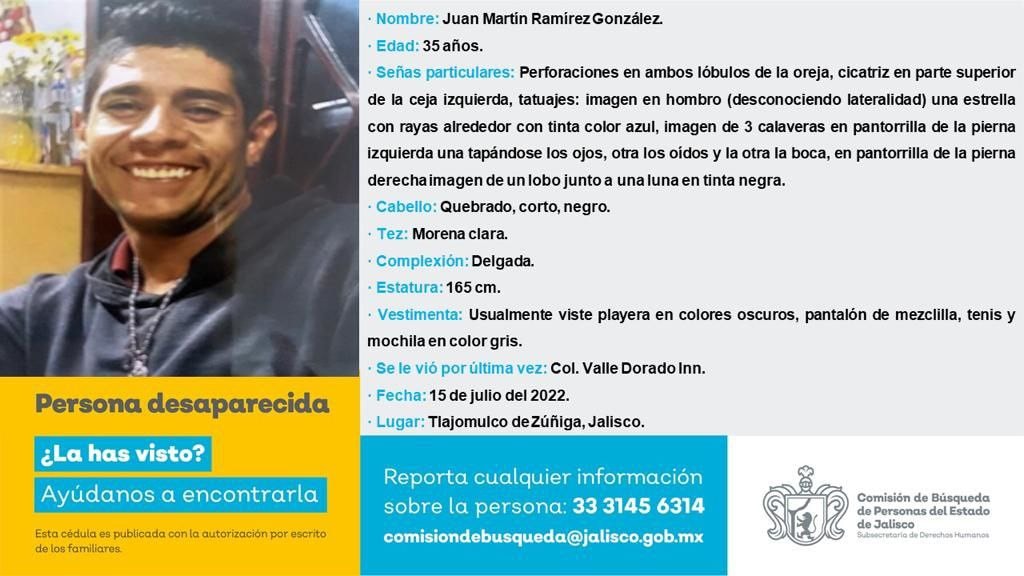 · Nombre: Juan Martín Ramírez González.
· Edad: 35 años.
· Señas particulares: Perforaciones en ambos lóbulos de la oreja, cicatriz en parte superior
de la ceja izquierda, tatuajes: imagen en hombro (desconociendo lateralidad) una estrella
con rayas alrededor con tinta color azul, imagen de 3 calaveras en pantorrilla de la pierna
izquierda una tapándose los ojos, otra los oídos y la otra la boca, en pantorrilla de la pierna
derecha imagen de un lobo junto a una luna en tinta negra.
· Cabello: Quebrado, corto, negro.
· Tez: Morena clara.
· Complexión: Delgada.
· Estatura: 165 cm.
· Vestimenta: Usualmente viste playera en colores oscuros, pantalón de mezclilla, tenis y
mochila en color gris.
· Se le vió por última vez: Col. Valle Dorado Inn.
· Fecha: 15 de julio del 2022.
· Lugar: Tlajomulco de Zúñiga, Jalisco.
Persona desaparecida
¿La has visto?
Ayúdanos a encontrarla
Esta cédula es publicada con la autorización por escrito
de los familiares.
Reporta cualquier información
sobre la persona: 33 3145 6314
comisiondebusqueda@jalisco.gob.mx
Comisión de Búsqueda
de Personas del Estado
de Jalisco
Subsecretaría de Derechos Humanos